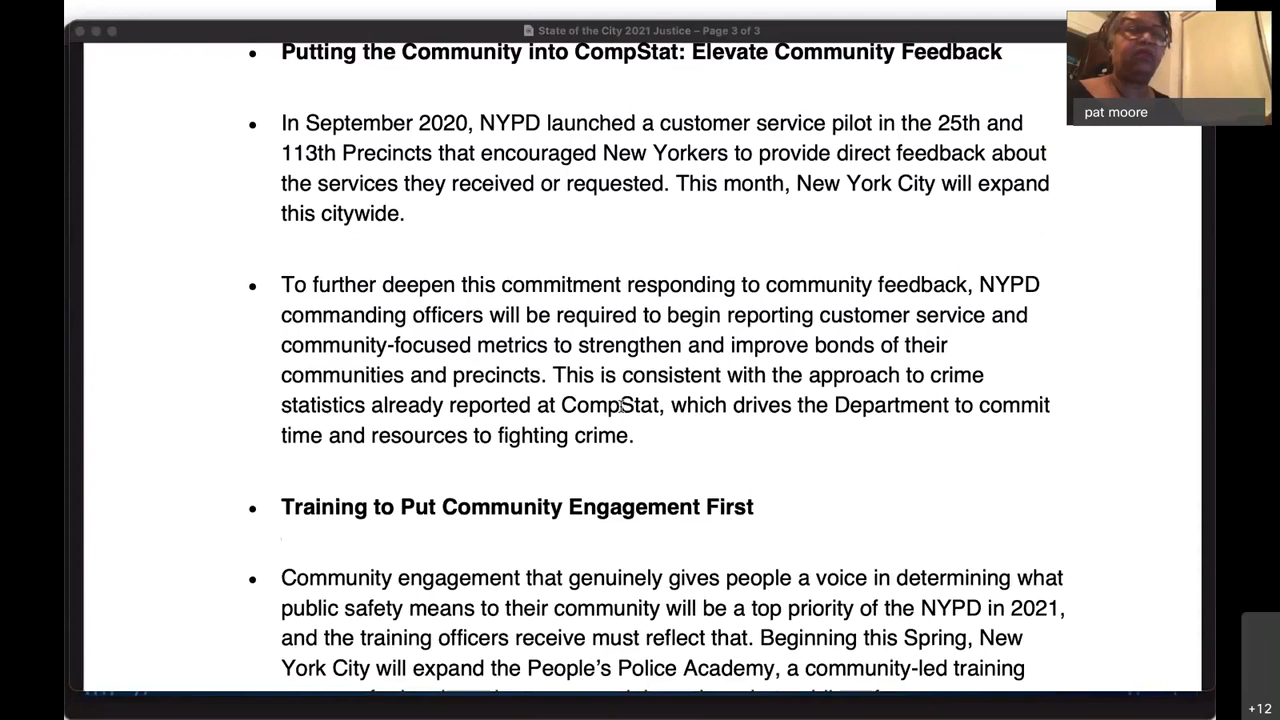 State of the City 2021 Justice – Page 3 of 3
pat moore
• Putting the Community into CompStat: Elevate Community Feedback
• In September 2020, NYPD launched a customer service pilot in the 25th and
113th Precincts that encouraged New Yorkers to provide direct feedback about
the services they received or requested. This month, New York City will expand
this citywide.
• To further deepen this commitment responding to community feedback, NYPD
commanding officers will be required to begin reporting customer service and
community-focused metrics to strengthen and improve bonds of their
communities and precincts. This is consistent with the approach to crime
statistics already reported at CompStat, which drives the Department to commit
time and resources to fighting crime.
• Training to Put Community Engagement First
• Community engagement that genuinely gives people a voice in determining what
public safety means to their community will be a top priority of the NYPD in 2021,
and the training officers receive must reflect that. Beginning this Spring, New
York City will expand the People’s Police Academy, a community-led training
+12